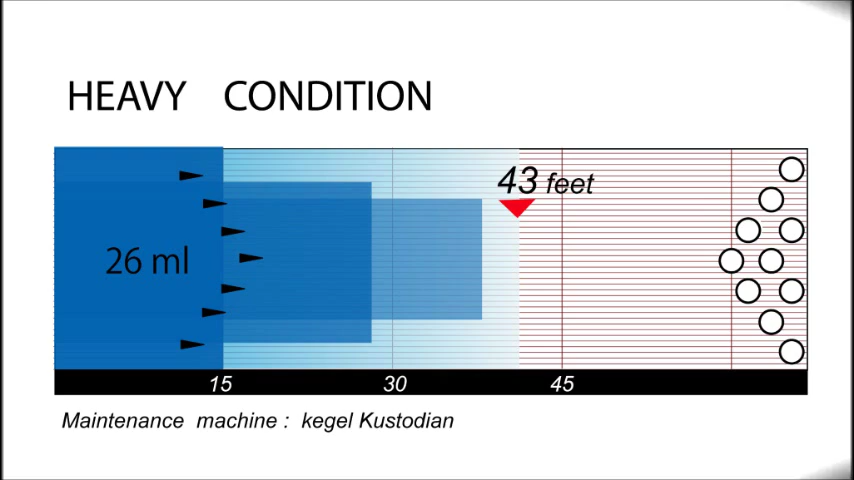 HEAVY CONDITION
43 feet
26 ml
15 30 45
Maintenance machine : kegel Kustodian